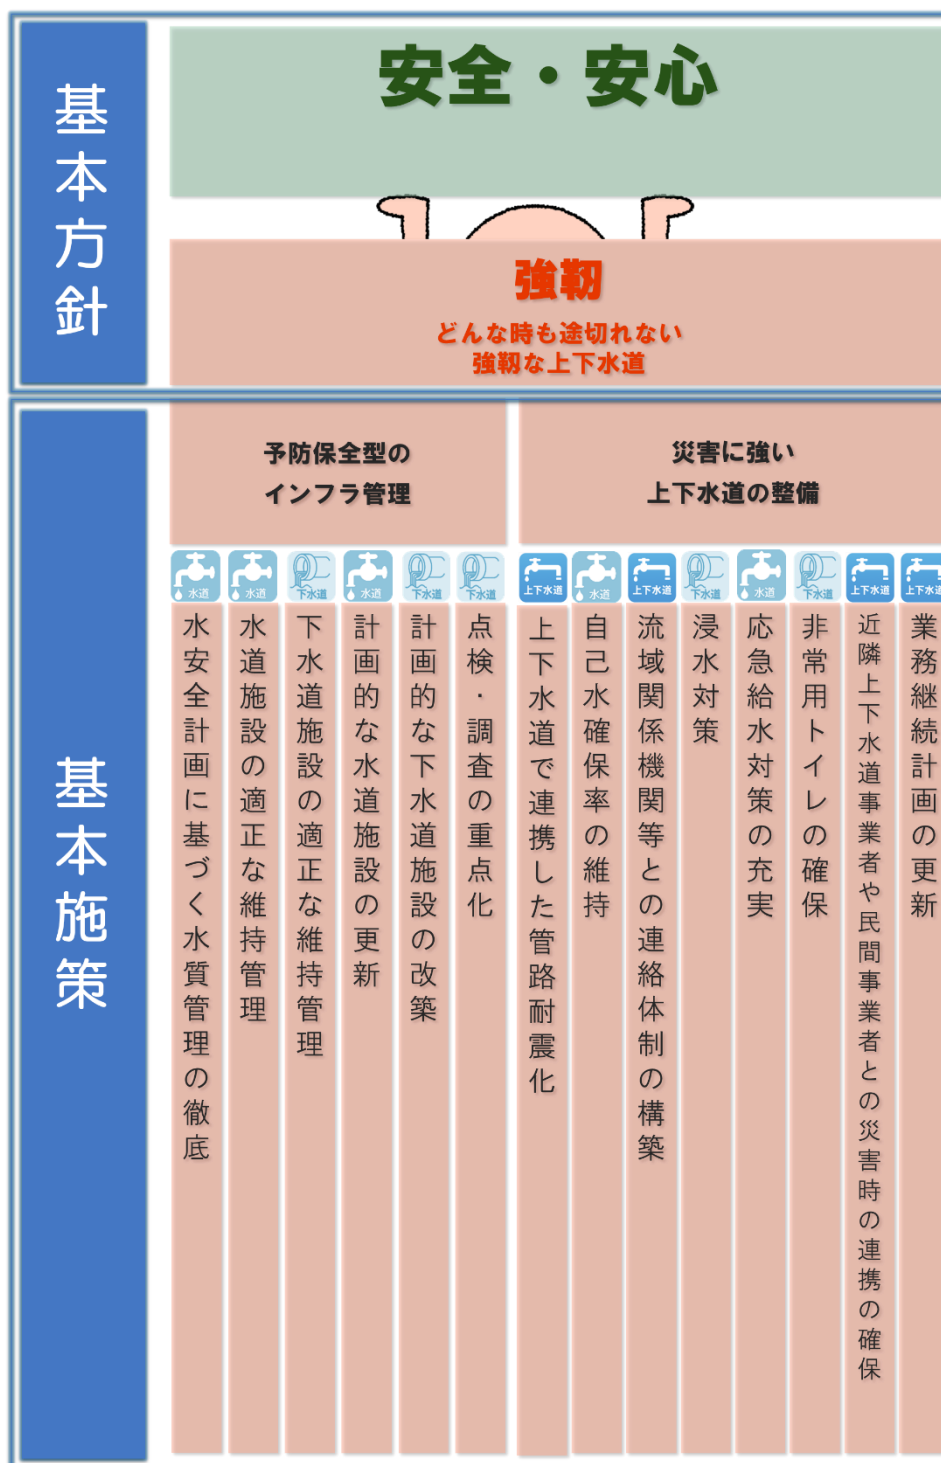 基本方針
安全・安心
強靭
どんな時も途切れない
強靱な上下水道
基本施策
予防保全型の
インフラ管理
水道
水安全計画に基づく水質管理の徹底
水道
水道施設の適正な維持管理
下水道
下水道施設の適正な維持管理
水道
計画的な水道施設の更新
下水道
計画的な下水道施設の改築
下水道
点検・調査の重点化
災害に強い
上下水道の整備
上下水道
上下水道で連携した管路耐震化
水道
自己水確保率の維持
上下水道
流域関係機関等との連絡体制の構築
下水道
浸水対策
水道
応急給水対策の充実
下水道
非常用トイレの確保
上下水道
近隣上下水道事業者や民間事業者との災害時の連携の確保
上下水道
業務継続計画の更新